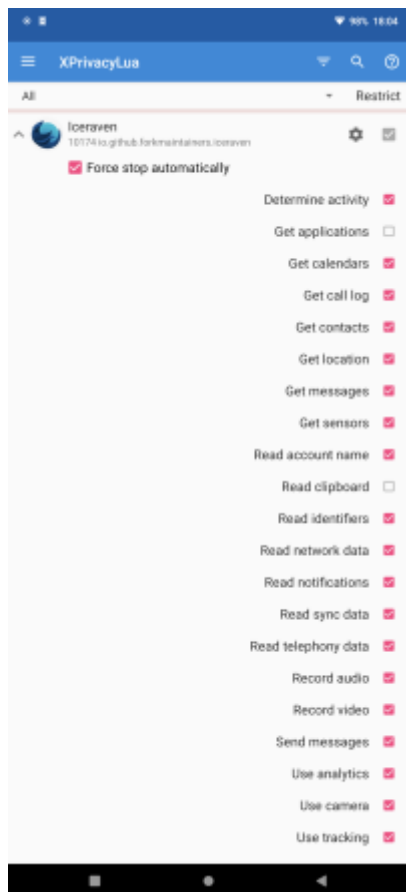 98% 18:04
XPrivacyLua
All Restrict
Iceraven
10174 io.github.forkmaintainers.iceraven
Force stop automatically
Determine activity
Get applications
Get calendars
Get call log
Get contacts
Get location
Get messages
Get sensors
Read account name
Read clipboard
Read identifiers
Read network data
Read notifications
Read sync data
Read telephony data
Record audio
Record video
Send messages
Use analytics
Use camera
Use tracking